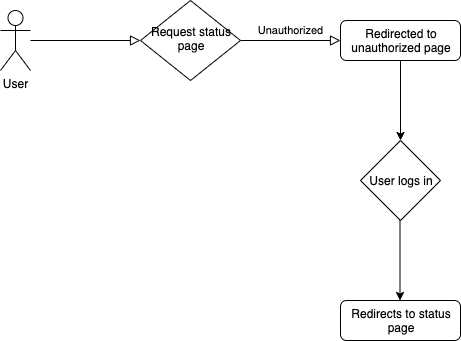 Request status
page
Unauthorized
Redirected to
unauthorized page
User
User logs in
Redirects to status
page